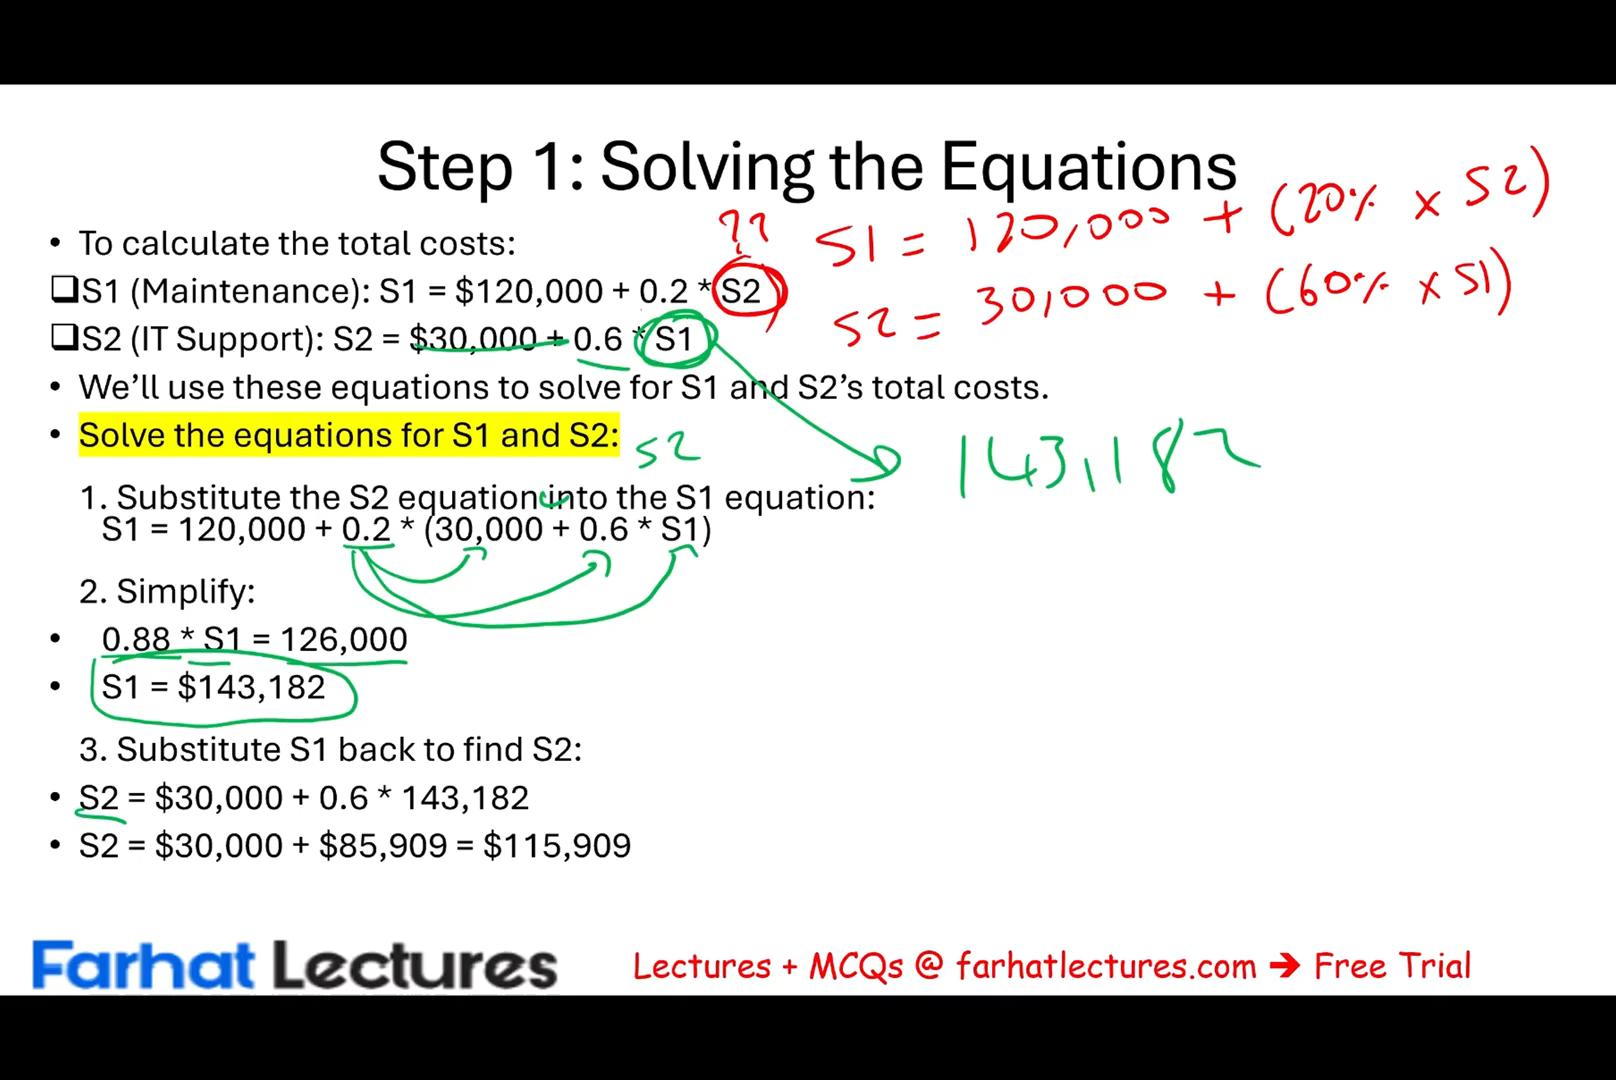 Step 1: Solving the Equations
• To calculate the total costs:
??
S1 = 120,000 + (20% x S2)
❑S1 (Maintenance): S1 = $120,000 + 0.2 * S2
S2 = 30,000 + (60% x S1)
❑S2 (IT Support): S2 = $30,000 + 0.6 * S1
• We’ll use these equations to solve for S1 and S2’s total costs.
• Solve the equations for S1 and S2:
S2
143,182
1. Substitute the S2 equation into the S1 equation:
S1 = 120,000 + 0.2 * (30,000 + 0.6 * S1)
2. Simplify:
• 0.88 * S1 = 126,000
• S1 = $143,182
3. Substitute S1 back to find S2:
• S2 = $30,000 + 0.6 * 143,182
• S2 = $30,000 + $85,909 = $115,909
Farhat Lectures
Lectures + MCQs @ farhatlectures.com → Free Trial